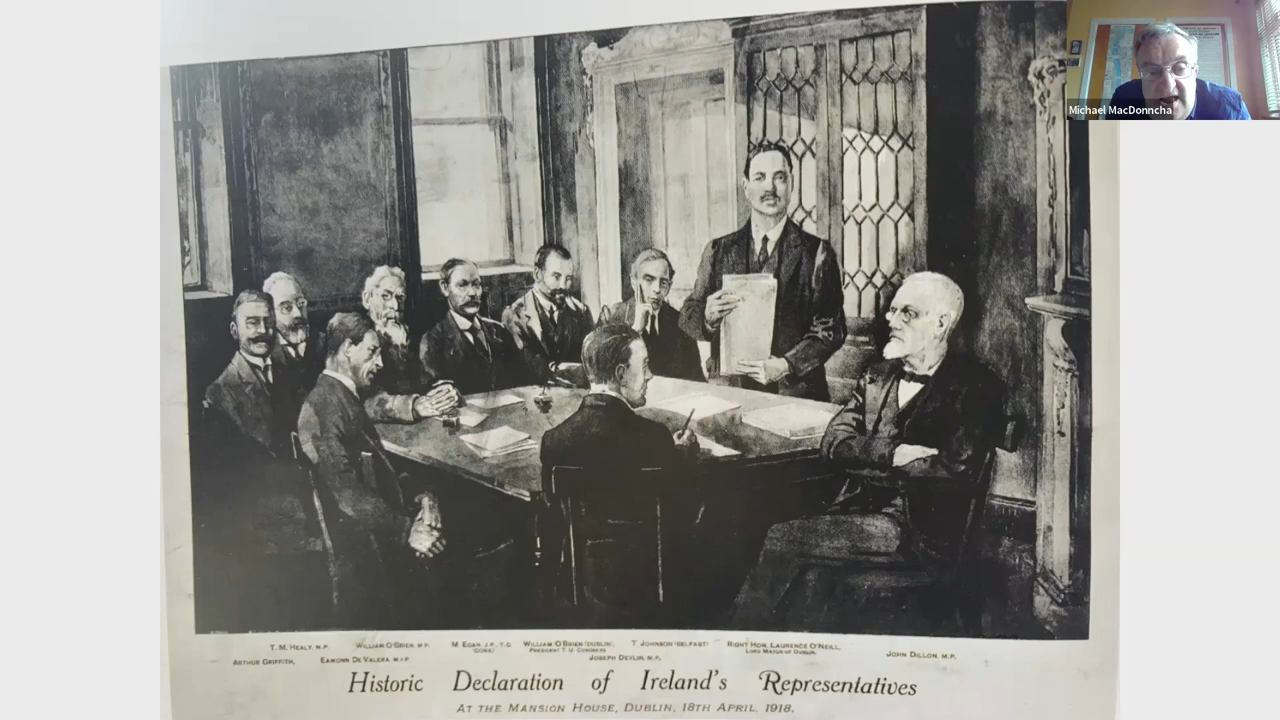 Michael MacDonncha
T. M. HEALY, M.P. WILLIAM O'BRIEN, M.P. M. EGAN, J.P., T.C. WILLIAM O'BRIEN (DUBLIN), T. JOHNSON (BELFAST) RIGHT HON. LAURENCE O'NEILL,
(CORK) PRESIDENT T. U. CONGRESS LORD MAYOR OF DUBLIN.
ARTHUR GRIFFITH, EAMONN DE VALERA, M.P. JOSEPH DEVLIN, M.P., JOHN DILLON, M.P.
Historic Declaration of Ireland's Representatives
AT THE MANSION HOUSE, DUBLIN, 18TH APRIL, 1918.